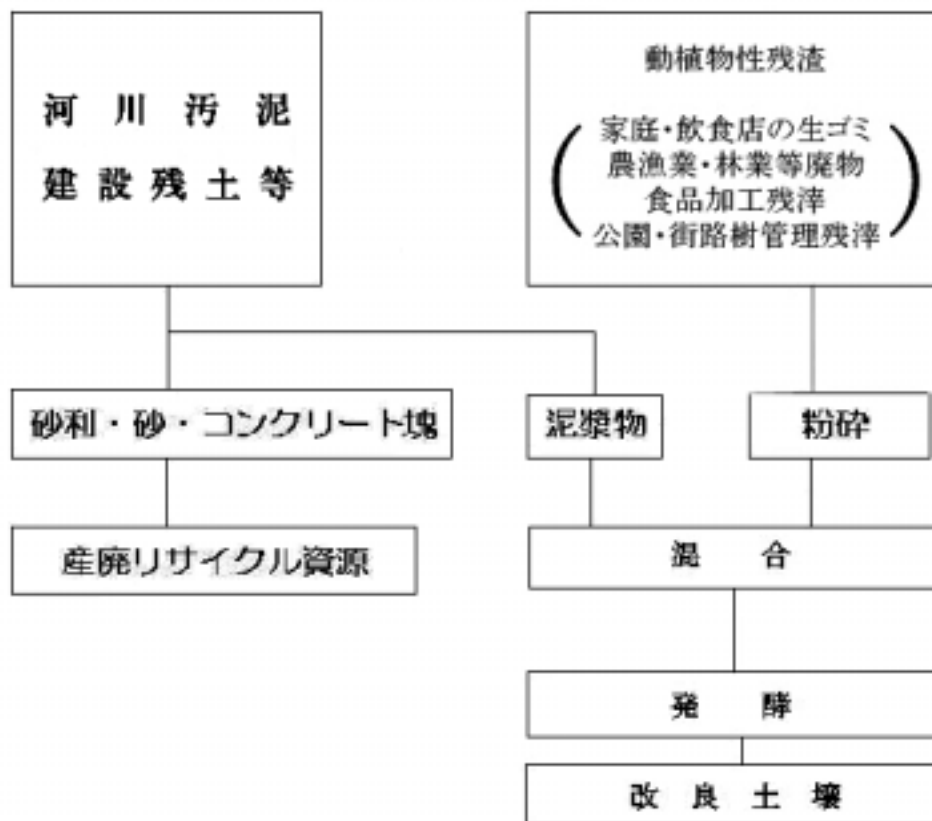 河川汚泥
建設残土等
動植物性残渣
家庭・飲食店の生ゴミ
農漁業・林業等廃物
食品加工残滓
公園・街路樹管理残滓
砂利・砂・コンクリート塊
泥漿物
粉砕
産廃リサイクル資源
混合
発酵
改良土壌